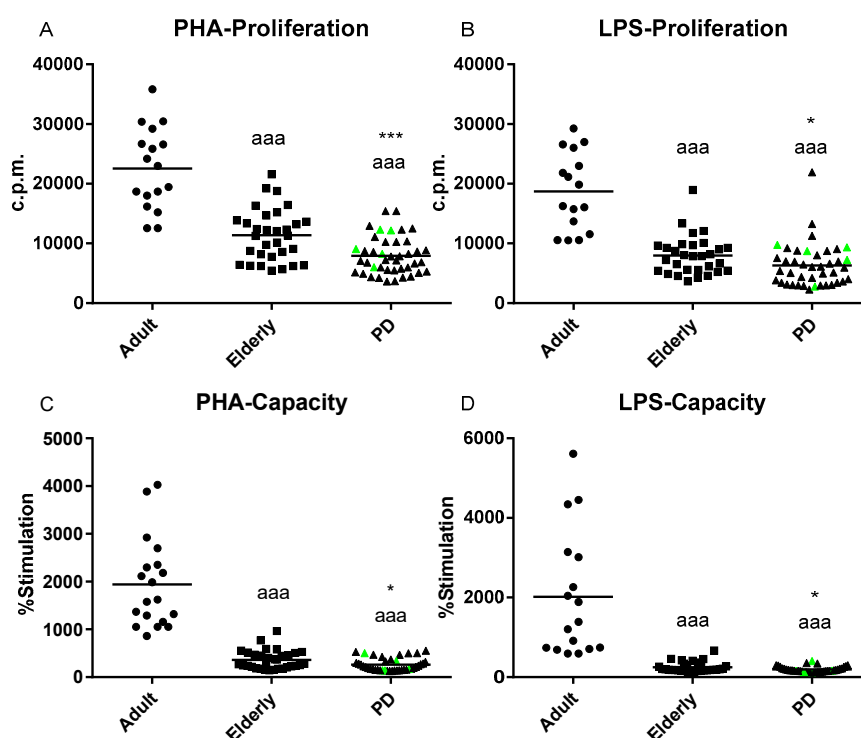 A PHA-Proliferation
40000
30000
20000
10000
0
c.p.m.
aaa
***
aaa
Adult
Elderly
PD
B LPS-Proliferation
40000
30000
20000
10000
0
c.p.m.
aaa
*
aaa
Adult
Elderly
PD
C PHA-Capacity
5000
4000
3000
2000
1000
0
%Stimulation
aaa
*
aaa
Adult
Elderly
PD
D LPS-Capacity
6000
4000
2000
0
%Stimulation
aaa
*
aaa
Adult
Elderly
PD